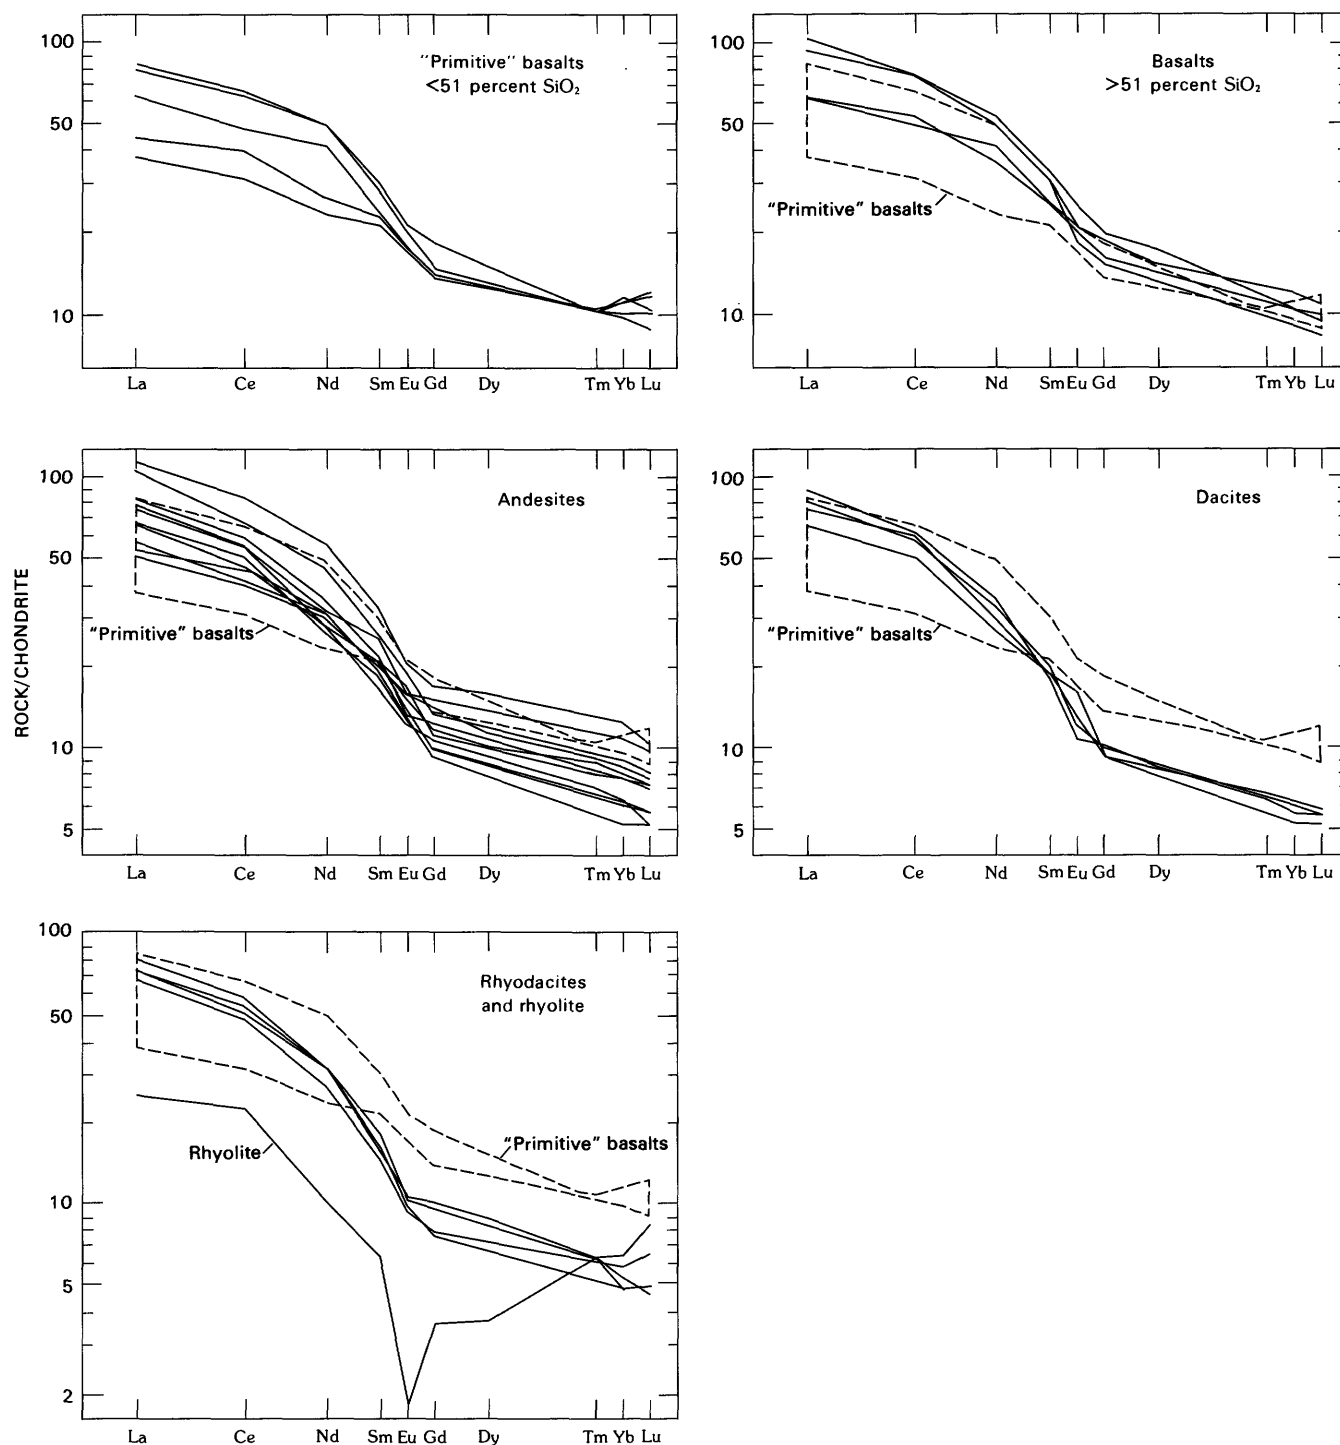 100
50
10
"Primitive" basalts
<51 percent SiO₂
La Ce Nd Sm Eu Gd Dy Tm Yb Lu
100
50
10
Basalts
>51 percent SiO₂
"Primitive" basalts
La Ce Nd Sm Eu Gd Dy Tm Yb Lu
ROCK/CHONDRITE
100
50
10
5
Andesites
"Primitive" basalts
La Ce Nd Sm Eu Gd Dy Tm Yb Lu
100
50
10
5
Dacites
"Primitive" basalts
La Ce Nd Sm Eu Gd Dy Tm Yb Lu
100
50
10
5
2
Rhyodacites
and rhyolite
Rhyolite
"Primitive" basalts
La Ce Nd Sm Eu Gd Dy Tm Yb Lu